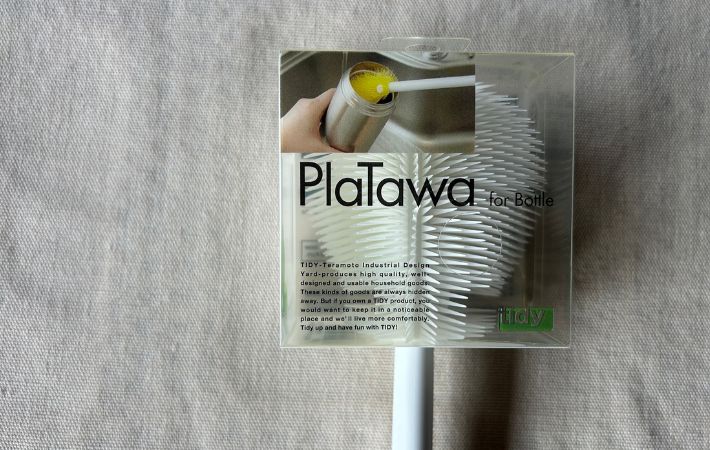 PlaTawa for Bottle
TIDY-Teramoto Industrial Design
Yard-produces high quality, well-
designed and usable household goods.
These kinds of goods are always hidden
away. But if you own a TIDY product, you
would want to keep it in a noticeable
place and we'll live more comfortably.
Tidy up and have fun with TIDY!
tidy